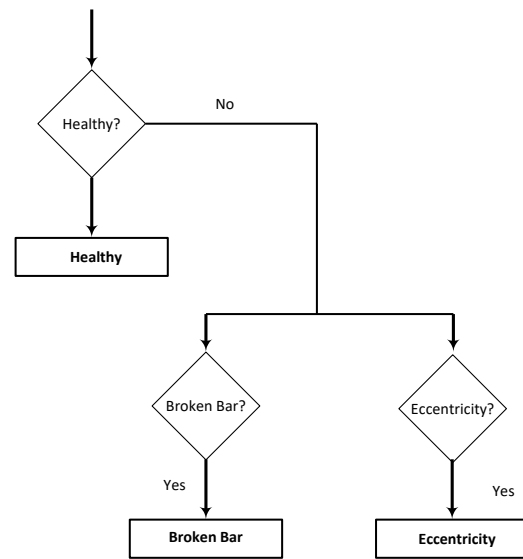 No
Healthy?
Healthy
Broken Bar?
Eccentricity?
Yes
Yes
Broken Bar
Eccentricity